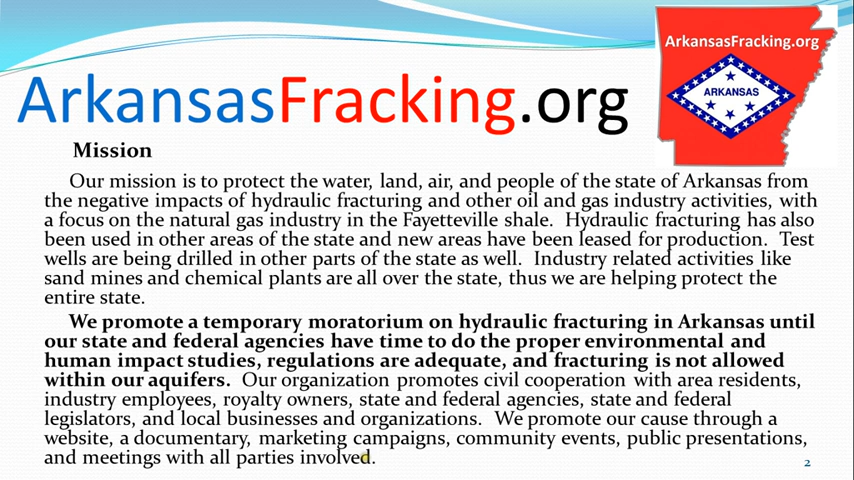 ArkansasFracking.org
ArkansasFracking.org
ARKANSAS
Mission
Our mission is to protect the water, land, air, and people of the state of Arkansas from
the negative impacts of hydraulic fracturing and other oil and gas industry activities, with
a focus on the natural gas industry in the Fayetteville shale. Hydraulic fracturing has also
been used in other areas of the state and new areas have been leased for production. Test
wells are being drilled in other parts of the state as well. Industry related activities like
sand mines and chemical plants are all over the state, thus we are helping protect the
entire state.
We promote a temporary moratorium on hydraulic fracturing in Arkansas until
our state and federal agencies have time to do the proper environmental and
human impact studies, regulations are adequate, and fracturing is not allowed
within our aquifers. Our organization promotes civil cooperation with area residents,
industry employees, royalty owners, state and federal agencies, state and federal
legislators, and local businesses and organizations. We promote our cause through a
website, a documentary, marketing campaigns, community events, public presentations,
and meetings with all parties involved.
2